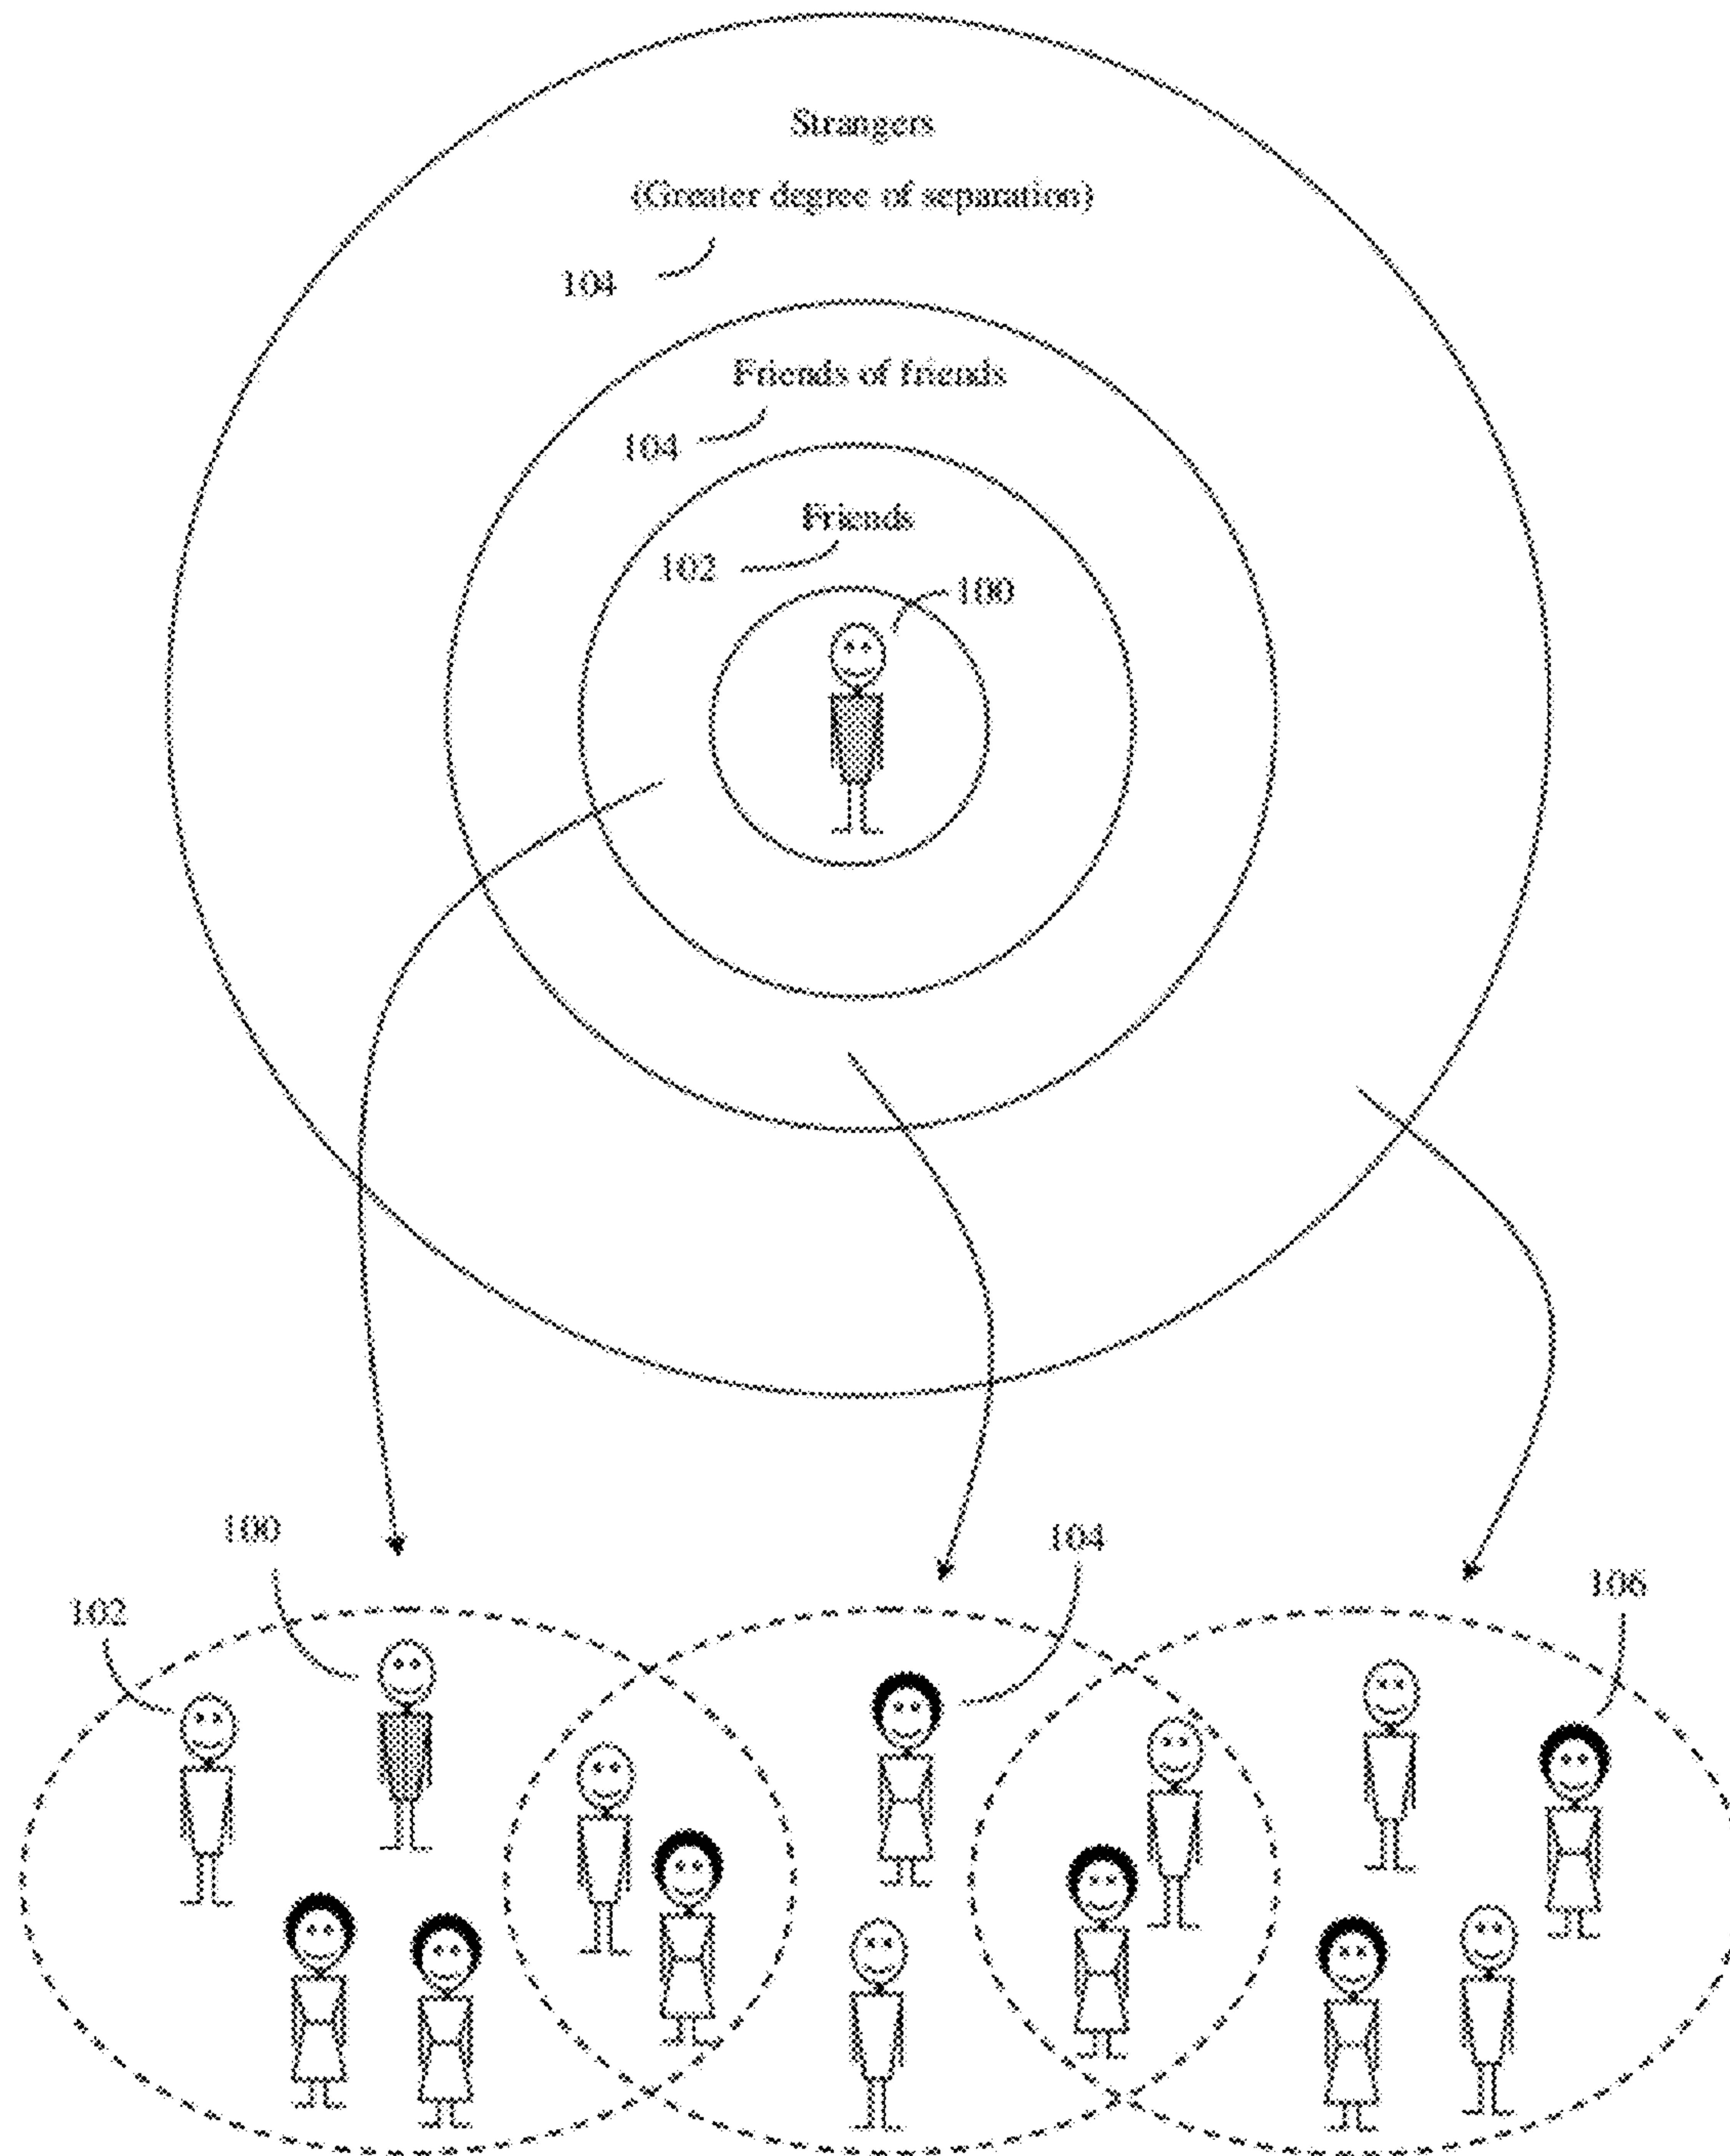 Strangers
(Greater degree of separation)
104
Friends of friends
104
Friends
102
100
100
104
106
102